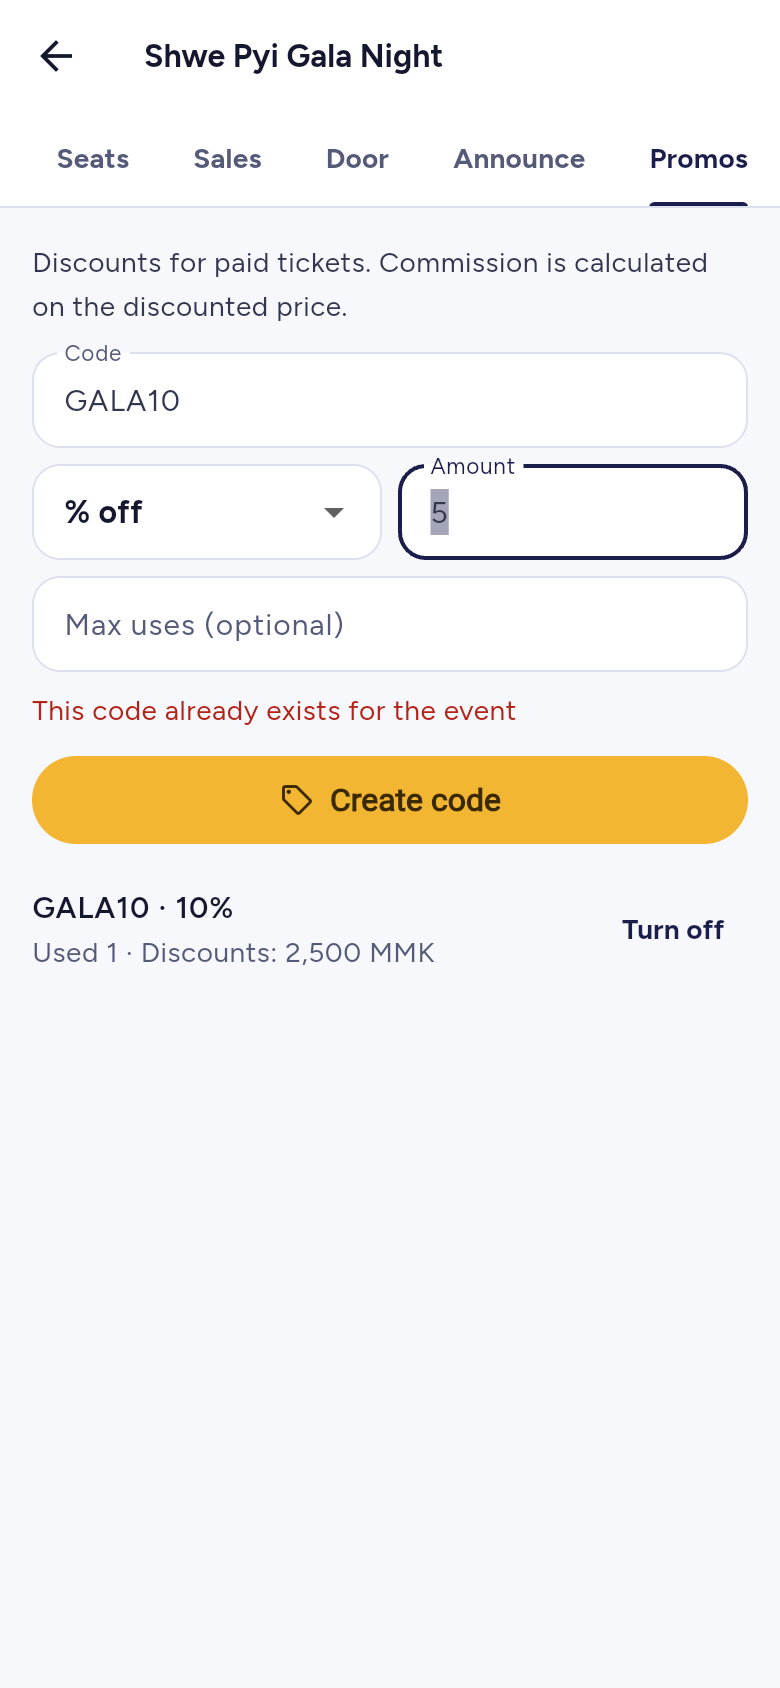 Shwe Pyi Gala Night
Seats Sales Door Announce Promos
Discounts for paid tickets. Commission is calculated
on the discounted price.
Code
GALA10
Amount
% off 5
Max uses (optional)
This code already exists for the event
Create code
GALA10 · 10%
Turn off
Used 1 · Discounts: 2,500 MMK